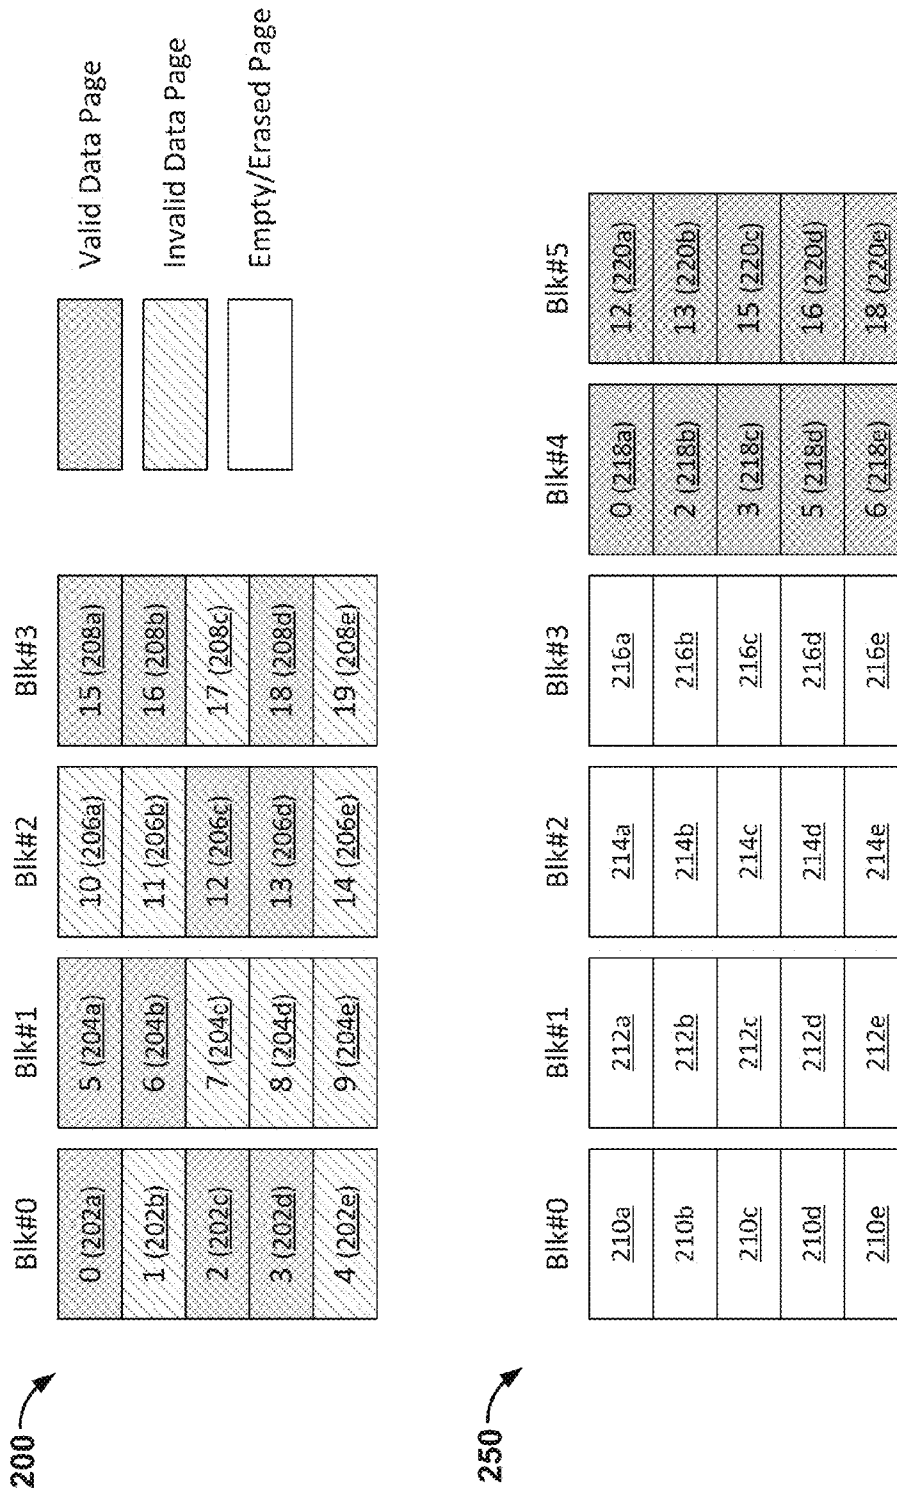 200
Blk#0
0 (202a)
1 (202b)
2 (202c)
3 (202d)
4 (202e)
Blk#1
5 (204a)
6 (204b)
7 (204c)
8 (204d)
9 (204e)
Blk#2
10 (206a)
11 (206b)
12 (206c)
13 (206d)
14 (206e)
Blk#3
15 (208a)
16 (208b)
17 (208c)
18 (208d)
19 (208e)
Valid Data Page
Invalid Data Page
Empty/Erased Page
250
Blk#0
210a
210b
210c
210d
210e
Blk#1
212a
212b
212c
212d
212e
Blk#2
214a
214b
214c
214d
214e
Blk#3
216a
216b
216c
216d
216e
Blk#4
0 (218a)
2 (218b)
3 (218c)
5 (218d)
6 (218e)
Blk#5
12 (220a)
13 (220b)
15 (220c)
16 (220d)
18 (220e)